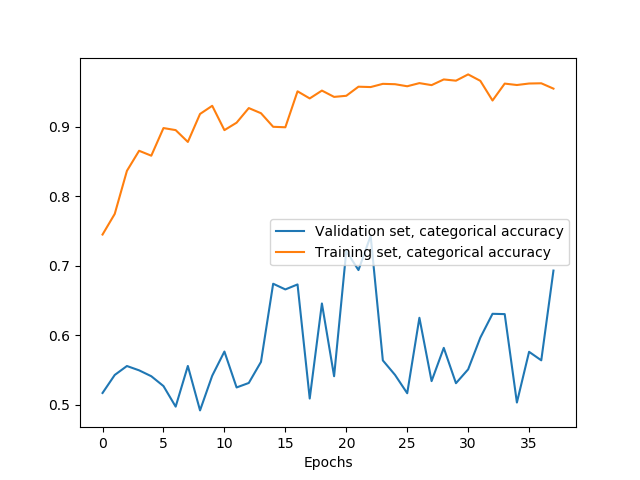 0.9
0.8
Validation set, categorical accuracy
Training set, categorical accuracy
0.7
0.6
0.5
0 5 10 15 20 25 30 35
Epochs